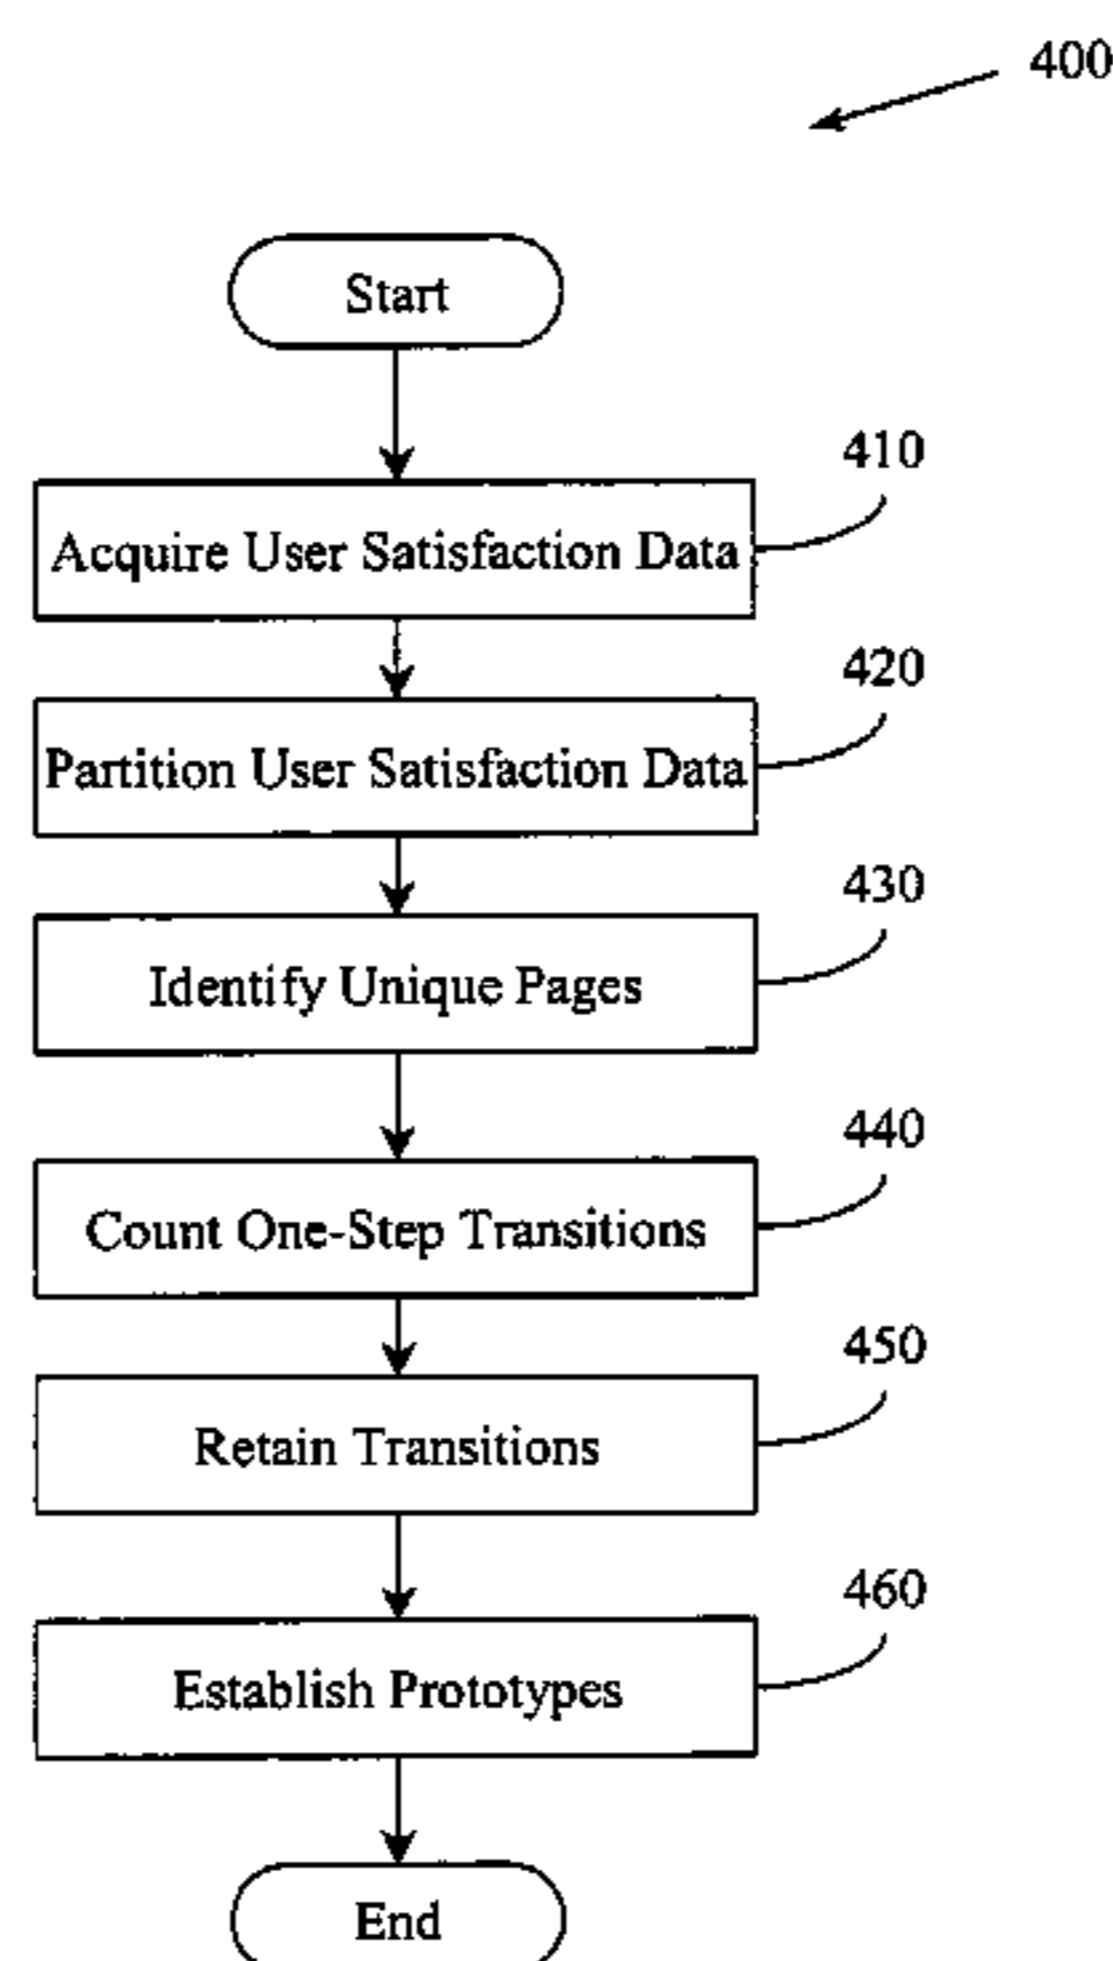 400
Start
410
Acquire User Satisfaction Data
420
Partition User Satisfaction Data
430
Identify Unique Pages
440
Count One-Step Transitions
450
Retain Transitions
460
Establish Prototypes
End